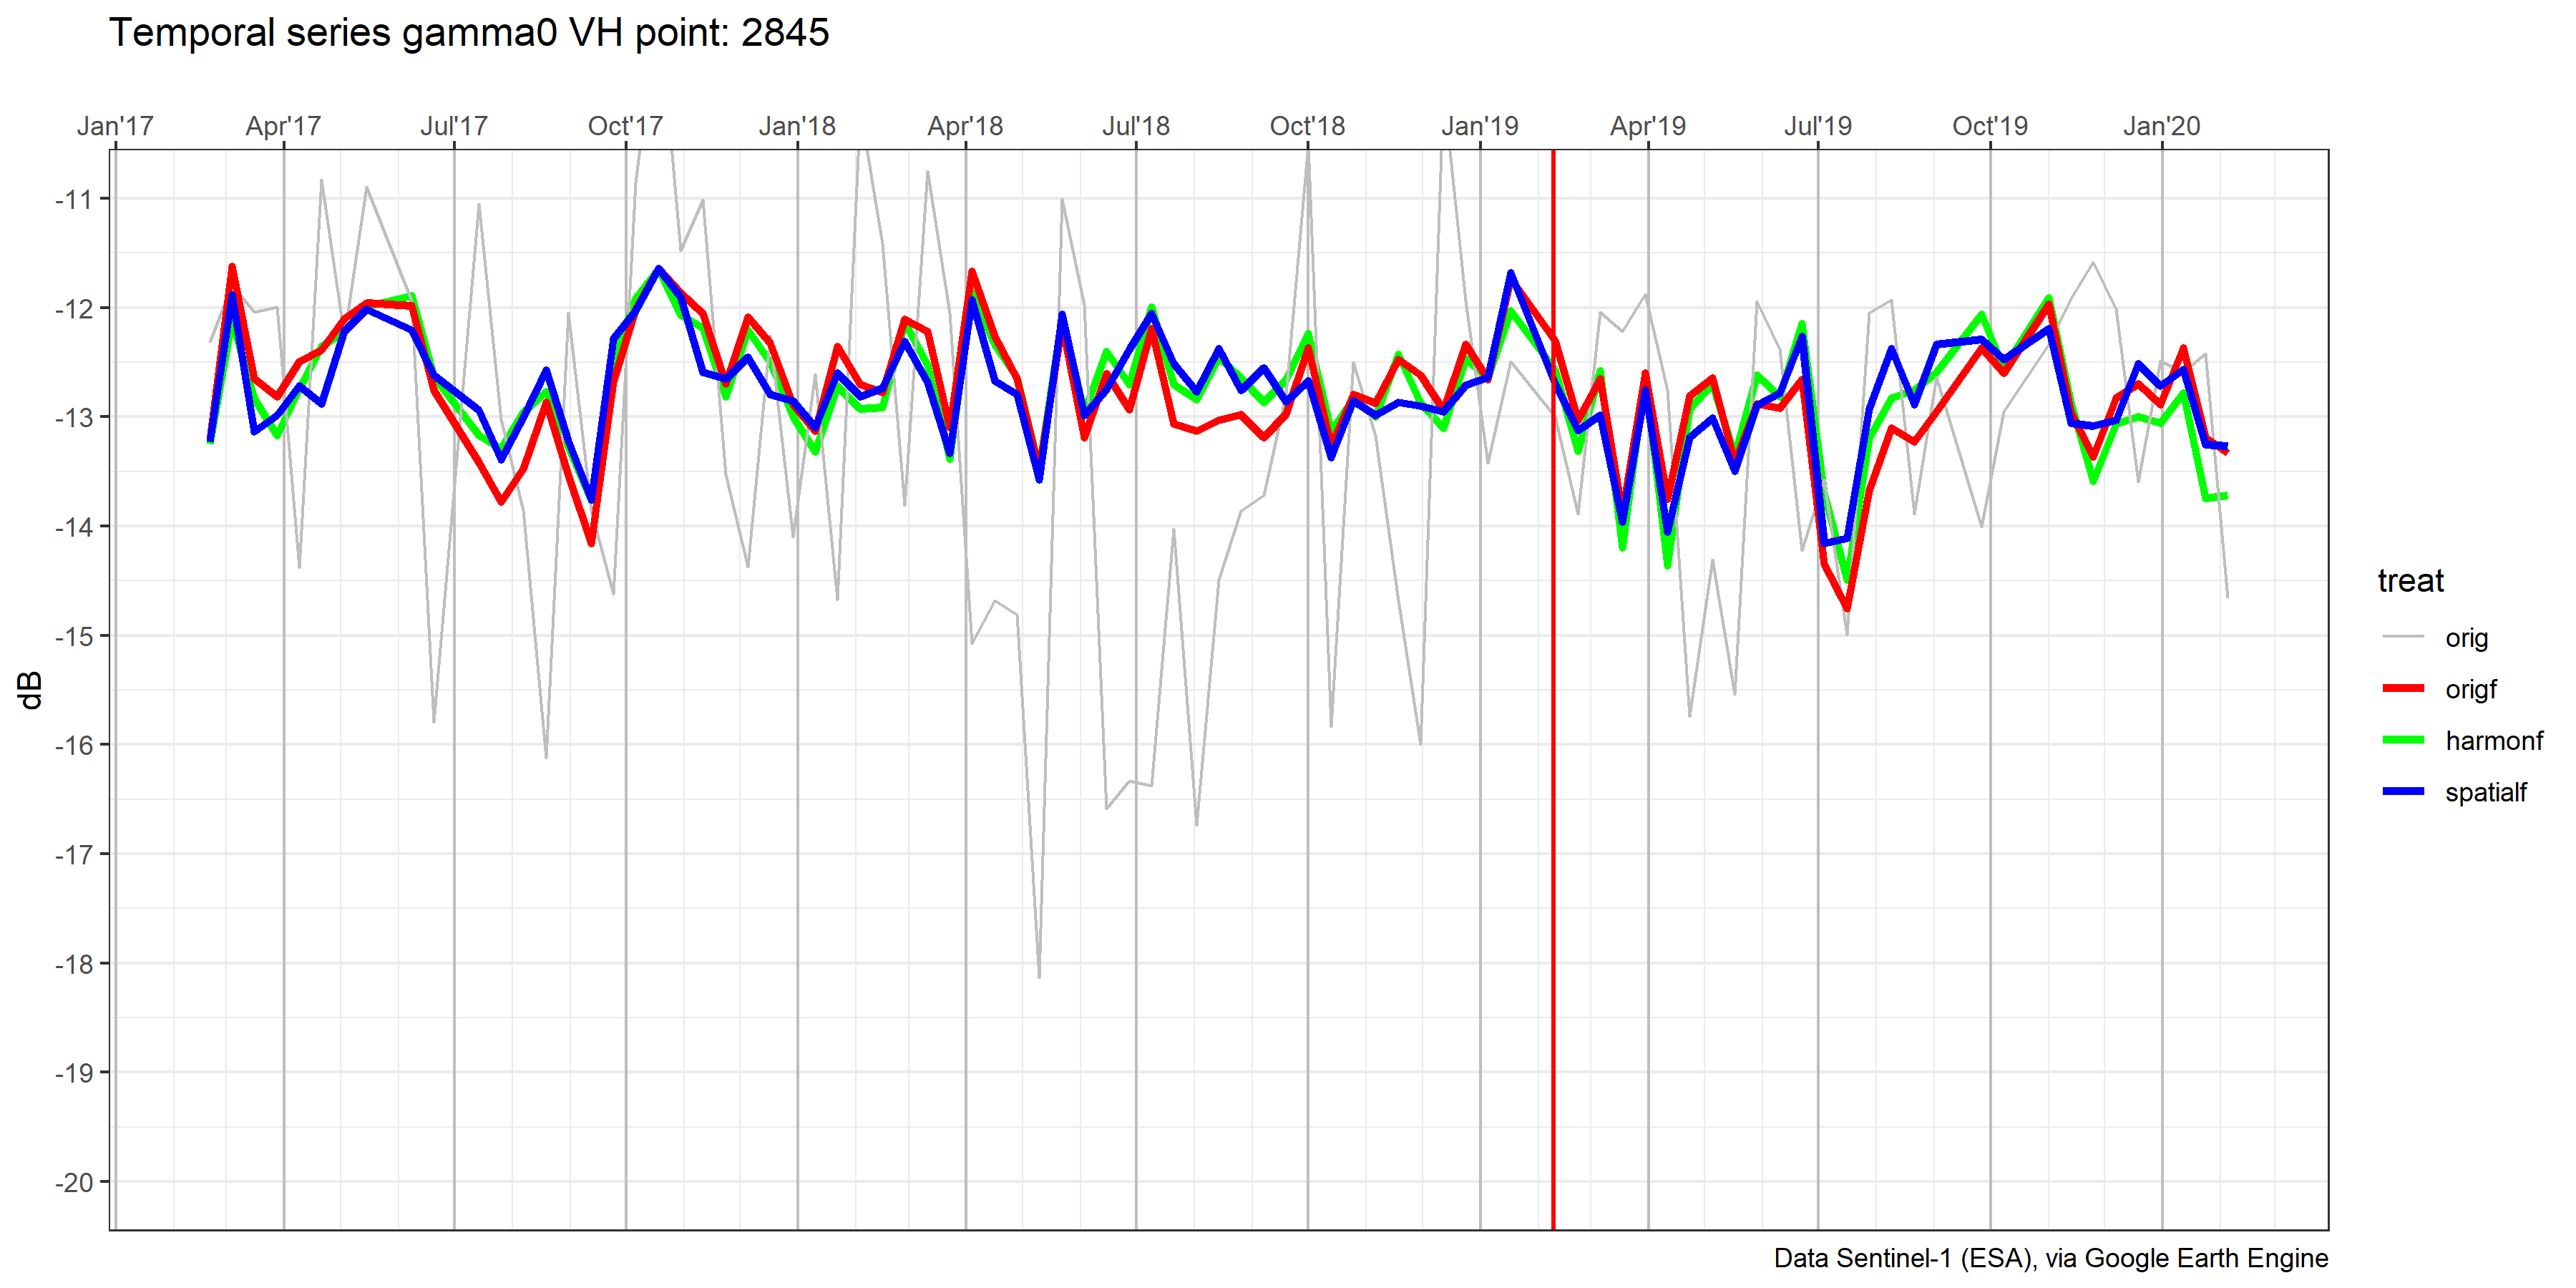 Temporal series gamma0 VH point: 2845
Jan'17 Apr'17 Jul'17 Oct'17 Jan'18 Apr'18 Jul'18 Oct'18 Jan'19 Apr'19 Jul'19 Oct'19 Jan'20
-11
-12
-13
-14
-15
-16
-17
-18
-19
-20
dB
treat
orig
origf
harmonf
spatialf
Data Sentinel-1 (ESA), via Google Earth Engine